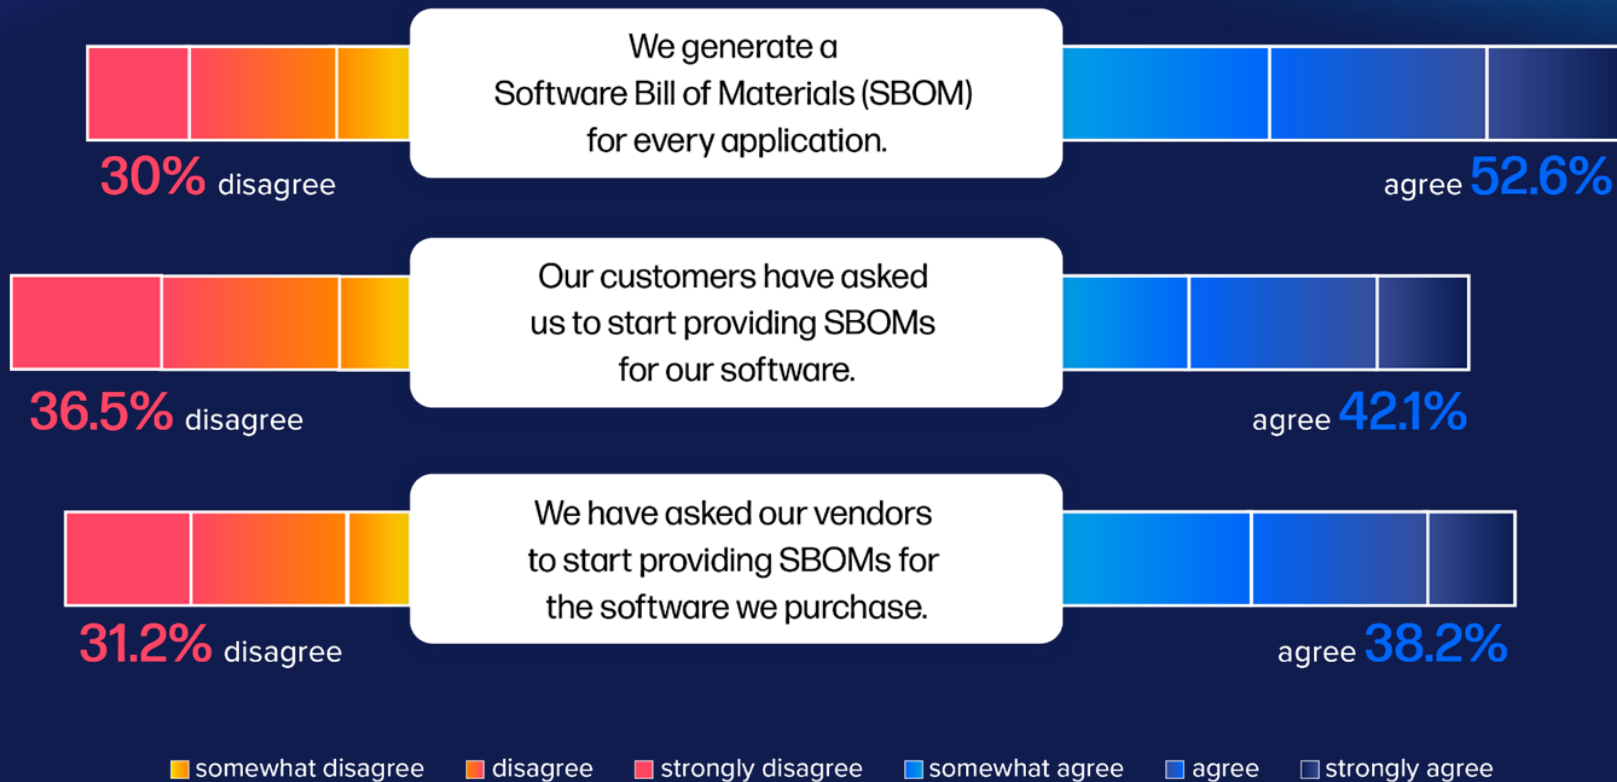 We generate a
Software Bill of Materials (SBOM)
for every application.
30% disagree
agree 52.6%
Our customers have asked
us to start providing SBOMs
for our software.
36.5% disagree
agree 42.1%
We have asked our vendors
to start providing SBOMs for
the software we purchase.
31.2% disagree
agree 38.2%
somewhat disagree disagree strongly disagree somewhat agree agree strongly agree